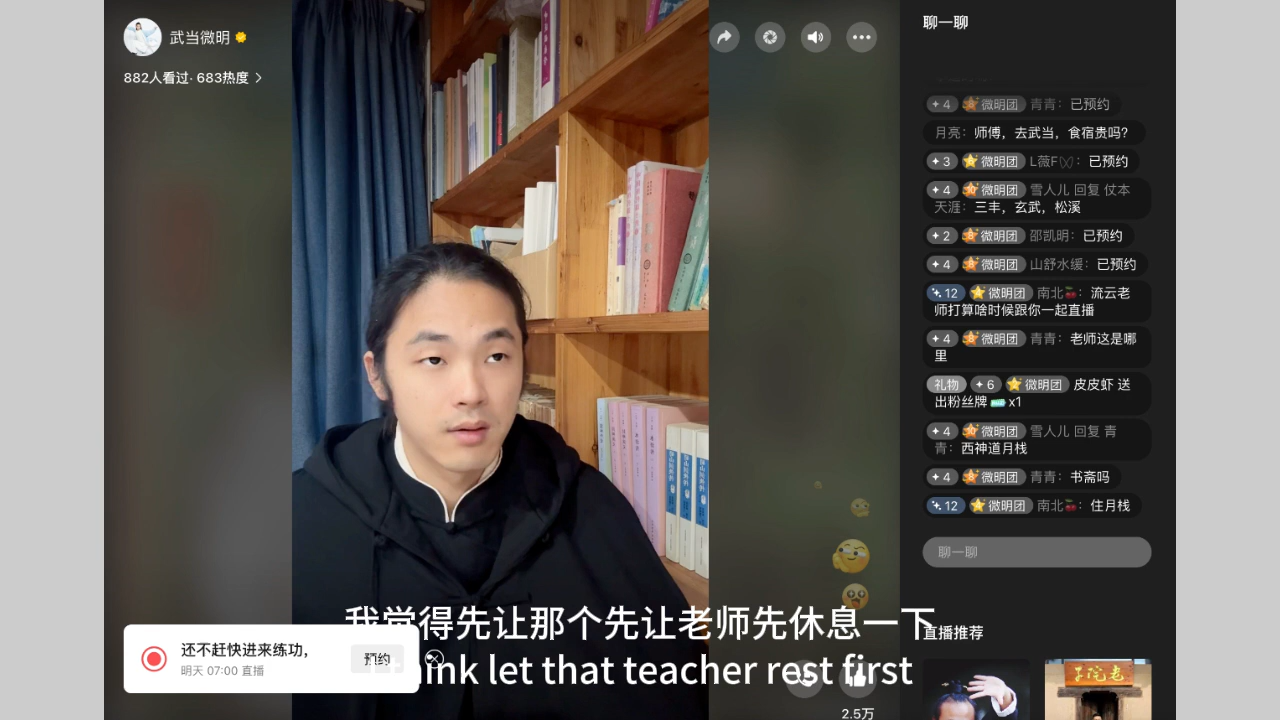 武当微明
882人看过· 683热度
聊一聊
4 微明团 青青：已预约
月亮：师傅，去武当，食宿贵吗?
3 微明团 L薇F：已预约
4 微明团 雪人儿 回复 仗本
天涯：三丰，玄武，松溪
2 微明团 邵凯明：已预约
4 微明团 山舒水缓：已预约
12 微明团 南北🍒：流云老
师打算啥时候跟你一起直播
4 微明团 青青：老师这是哪
里
礼物 6 微明团 皮皮虾 送
出粉丝牌 x1
4 微明团 雪人儿 回复 青
青：西神道月栈
4 微明团 青青：书斋吗
12 微明团 南北🍒：住月栈
聊一聊
直播推荐
我觉得先让那个先让老师先休息一下
think let that teacher rest first
还不赶快进来练功,
明天 07:00 直播
预约
2.5万